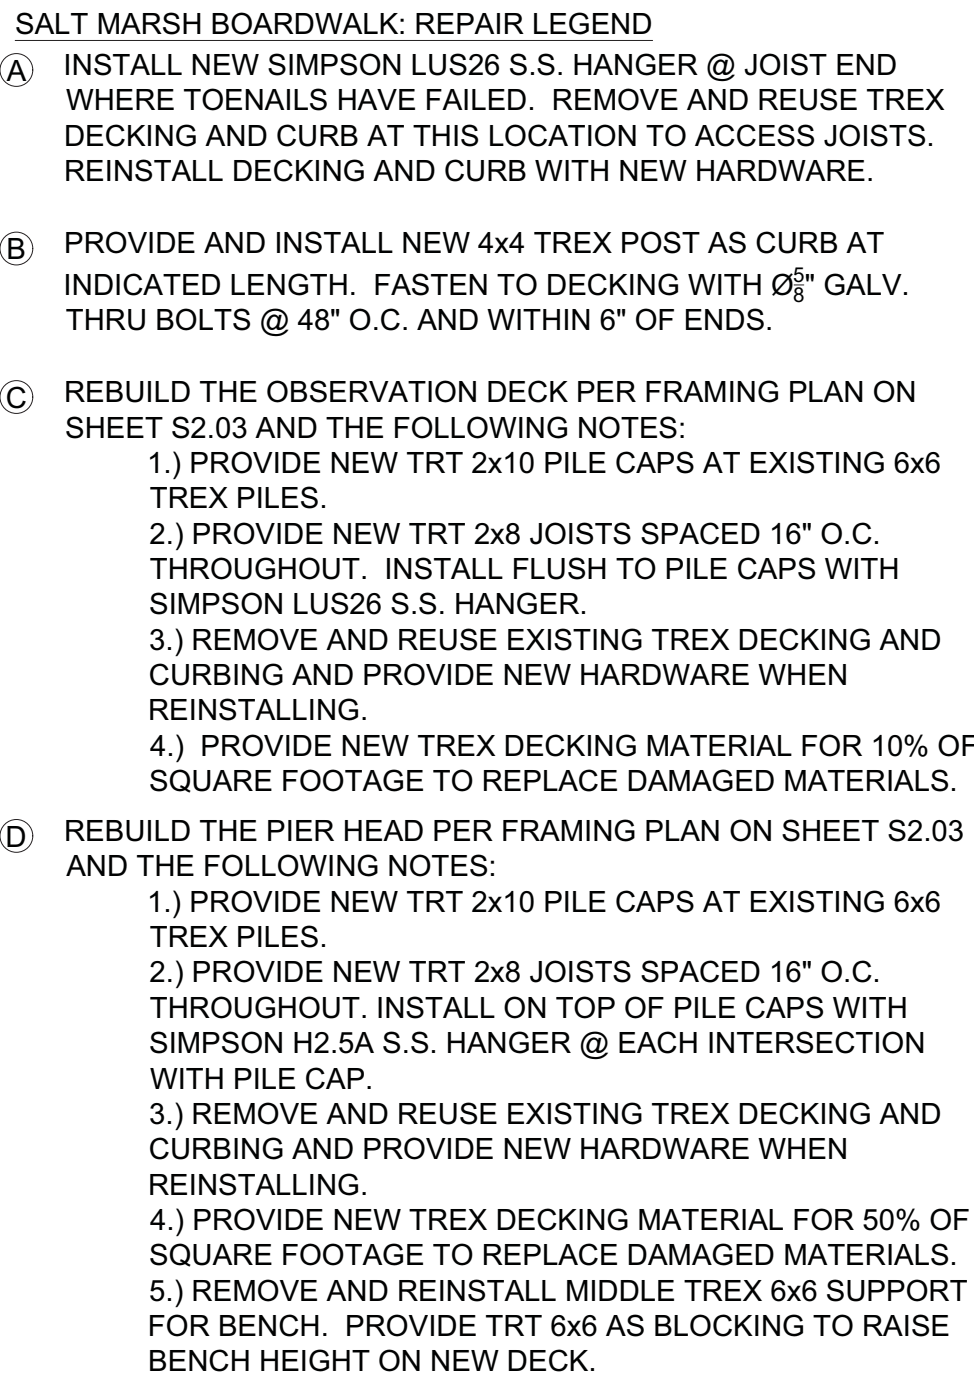 SALT MARSH BOARDWALK: REPAIR LEGEND
A INSTALL NEW SIMPSON LUS26 S.S. HANGER @ JOIST END
WHERE TOENAILS HAVE FAILED. REMOVE AND REUSE TREX
DECKING AND CURB AT THIS LOCATION TO ACCESS JOISTS.
REINSTALL DECKING AND CURB WITH NEW HARDWARE.
B PROVIDE AND INSTALL NEW 4x4 TREX POST AS CURB AT
INDICATED LENGTH. FASTEN TO DECKING WITH Ø5/8" GALV.
THRU BOLTS @ 48" O.C. AND WITHIN 6" OF ENDS.
C REBUILD THE OBSERVATION DECK PER FRAMING PLAN ON
SHEET S2.03 AND THE FOLLOWING NOTES:
1.) PROVIDE NEW TRT 2x10 PILE CAPS AT EXISTING 6x6
TREX PILES.
2.) PROVIDE NEW TRT 2x8 JOISTS SPACED 16" O.C.
THROUGHOUT. INSTALL FLUSH TO PILE CAPS WITH
SIMPSON LUS26 S.S. HANGER.
3.) REMOVE AND REUSE EXISTING TREX DECKING AND
CURBING AND PROVIDE NEW HARDWARE WHEN
REINSTALLING.
4.) PROVIDE NEW TREX DECKING MATERIAL FOR 10% OF
SQUARE FOOTAGE TO REPLACE DAMAGED MATERIALS.
D REBUILD THE PIER HEAD PER FRAMING PLAN ON SHEET S2.03
AND THE FOLLOWING NOTES:
1.) PROVIDE NEW TRT 2x10 PILE CAPS AT EXISTING 6x6
TREX PILES.
2.) PROVIDE NEW TRT 2x8 JOISTS SPACED 16" O.C.
THROUGHOUT. INSTALL ON TOP OF PILE CAPS WITH
SIMPSON H2.5A S.S. HANGER @ EACH INTERSECTION
WITH PILE CAP.
3.) REMOVE AND REUSE EXISTING TREX DECKING AND
CURBING AND PROVIDE NEW HARDWARE WHEN
REINSTALLING.
4.) PROVIDE NEW TREX DECKING MATERIAL FOR 50% OF
SQUARE FOOTAGE TO REPLACE DAMAGED MATERIALS.
5.) REMOVE AND REINSTALL MIDDLE TREX 6x6 SUPPORT
FOR BENCH. PROVIDE TRT 6x6 AS BLOCKING TO RAISE
BENCH HEIGHT ON NEW DECK.